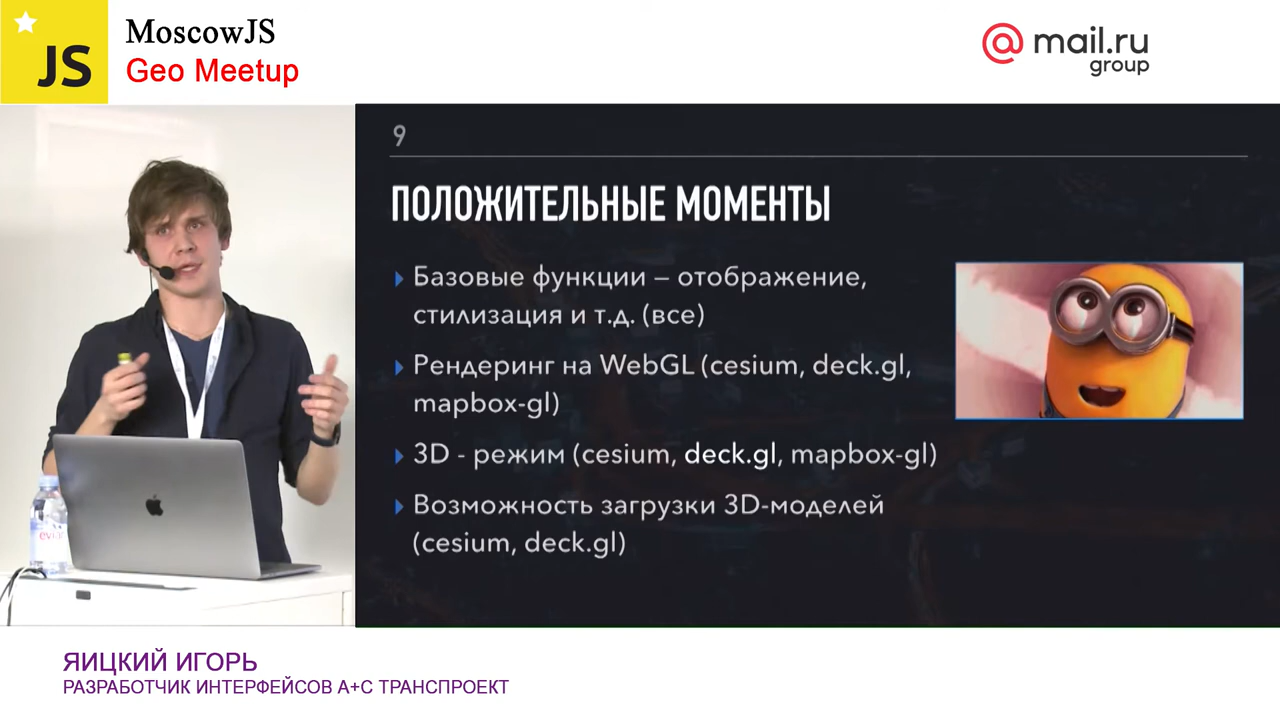 JS
MoscowJS
Geo Meetup
@mail.ru
group
9
ПОЛОЖИТЕЛЬНЫЕ МОМЕНТЫ
Базовые функции – отображение,
стилизация и т.д. (все)
Рендеринг на WebGL (cesium, deck.gl,
mapbox-gl)
3D - режим (cesium, deck.gl, mapbox-gl)
Возможность загрузки 3D-моделей
(cesium, deck.gl)
evian
ЯИЦКИЙ ИГОРЬ
РАЗРАБОТЧИК ИНТЕРФЕЙСОВ А+С ТРАНСПРОЕКТ